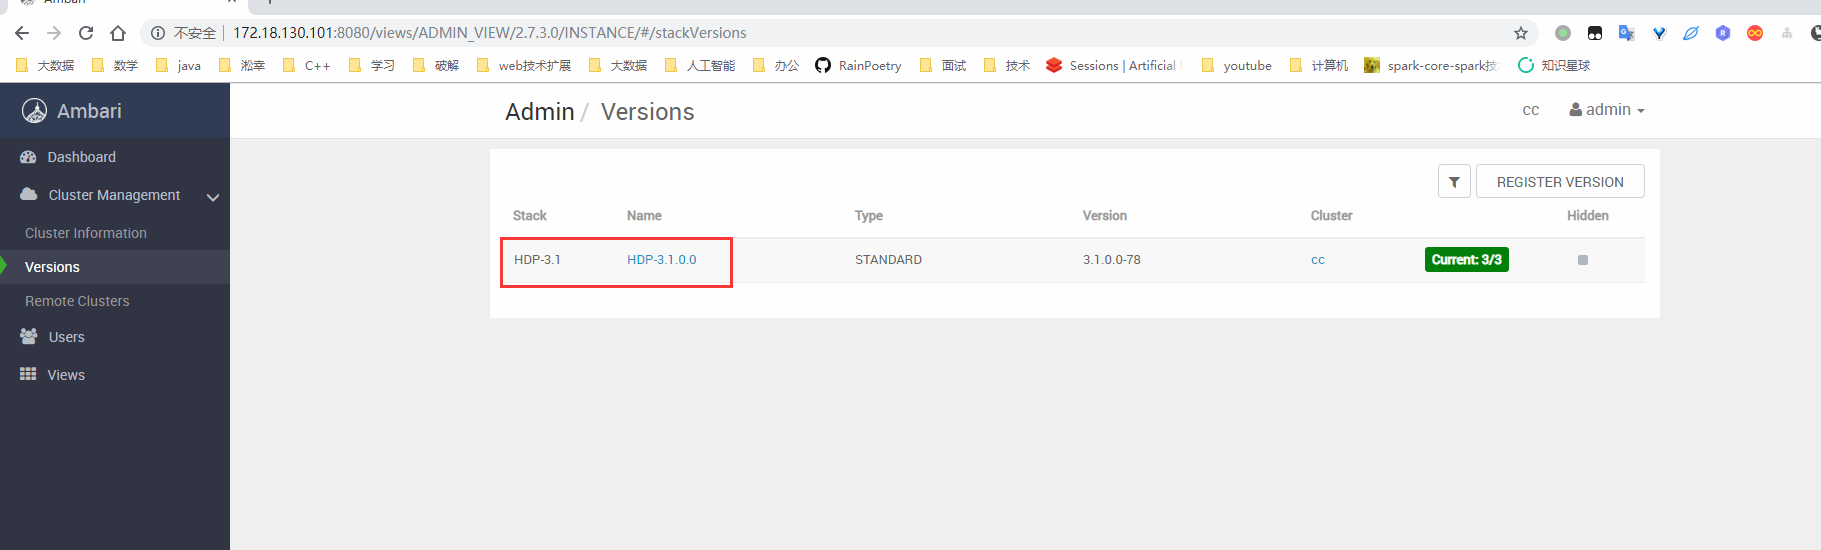 Ambari
不安全 172.18.130.101:8080/views/ADMIN_VIEW/2.7.3.0/INSTANCE/#/stackVersions
大数据 数学 java 淞幸 C++ 学习 破解 web技术扩展 大数据 人工智能 办公 RainPoetry 面试 技术 Sessions | Artificial youtube 计算机 spark-core-spark技 知识星球
Ambari
Admin / Versions
cc admin
Dashboard
Cluster Management
Cluster Information
Versions
Remote Clusters
Users
Views
REGISTER VERSION
Stack Name Type Version Cluster Hidden
HDP-3.1 HDP-3.1.0.0 STANDARD 3.1.0.0-78 cc Current: 3/3